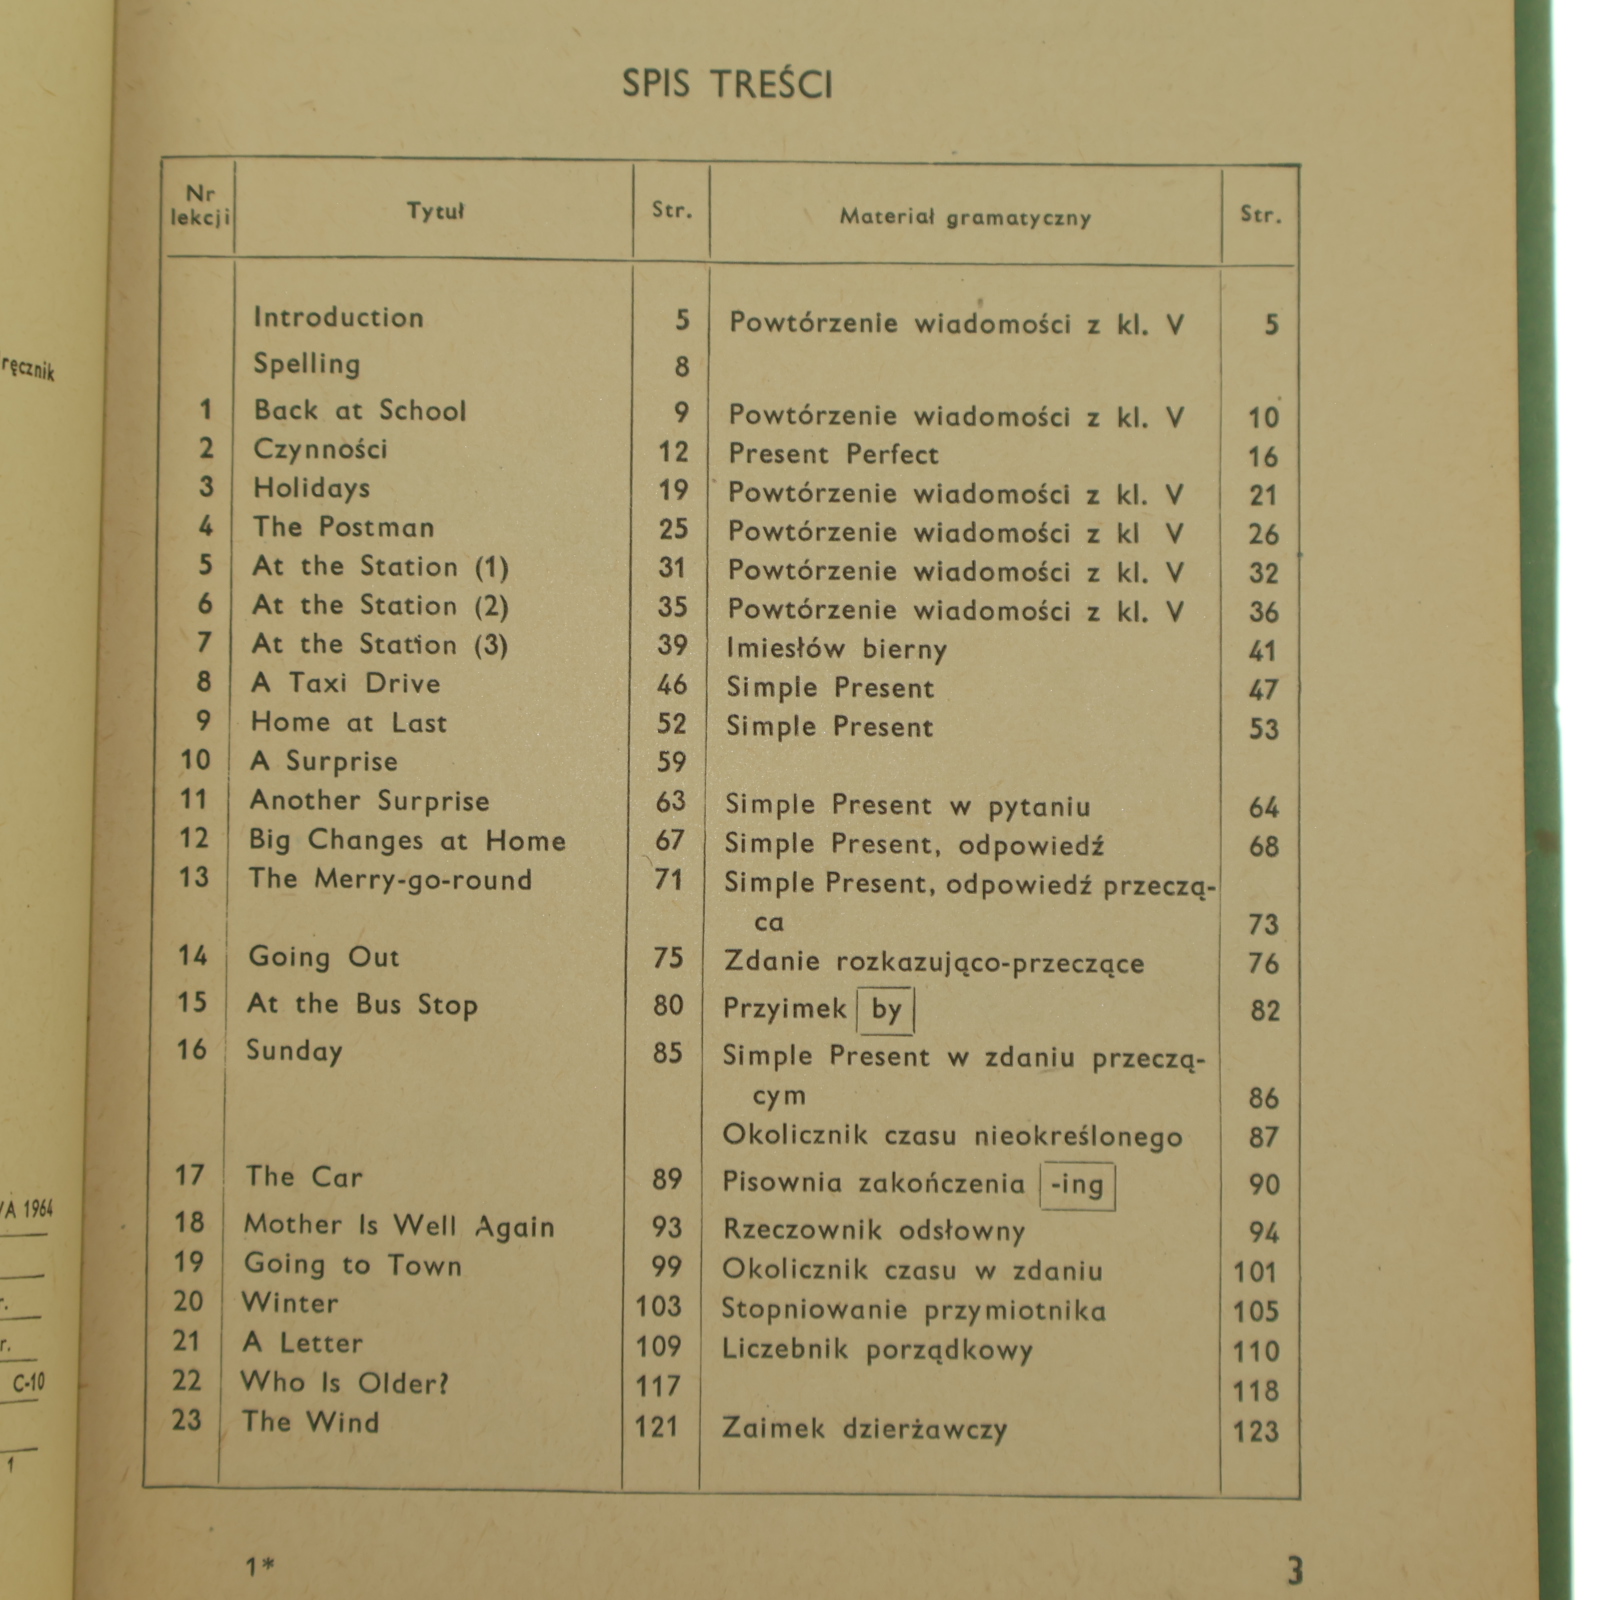 ręcznik
A 1964
r.
C-10
1
SPIS TREŚCI
Nr lekcji Tytuł Str. Materiał gramatyczny Str.
Introduction 5 Powtórzenie wiadomości z kl. V 5
Spelling 8
1 Back at School 9 Powtórzenie wiadomości z kl. V 10
2 Czynności 12 Present Perfect 16
3 Holidays 19 Powtórzenie wiadomości z kl. V 21
4 The Postman 25 Powtórzenie wiadomości z kl V 26
5 At the Station (1) 31 Powtórzenie wiadomości z kl. V 32
6 At the Station (2) 35 Powtórzenie wiadomości z kl. V 36
7 At the Station (3) 39 Imiesłów bierny 41
8 A Taxi Drive 46 Simple Present 47
9 Home at Last 52 Simple Present 53
10 A Surprise 59
11 Another Surprise 63 Simple Present w pytaniu 64
12 Big Changes at Home 67 Simple Present, odpowiedź 68
13 The Merry-go-round 71 Simple Present, odpowiedź przeczą-
ca 73
14 Going Out 75 Zdanie rozkazująco-przeczące 76
15 At the Bus Stop 80 Przyimek by 82
16 Sunday 85 Simple Present w zdaniu przeczą-
cym 86
Okolicznik czasu nieokreślonego 87
17 The Car 89 Pisownia zakończenia -ing 90
18 Mother Is Well Again 93 Rzeczownik odsłowny 94
19 Going to Town 99 Okolicznik czasu w zdaniu 101
20 Winter 103 Stopniowanie przymiotnika 105
21 A Letter 109 Liczebnik porządkowy 110
22 Who Is Older? 117 118
23 The Wind 121 Zaimek dzierżawczy 123
1* 3